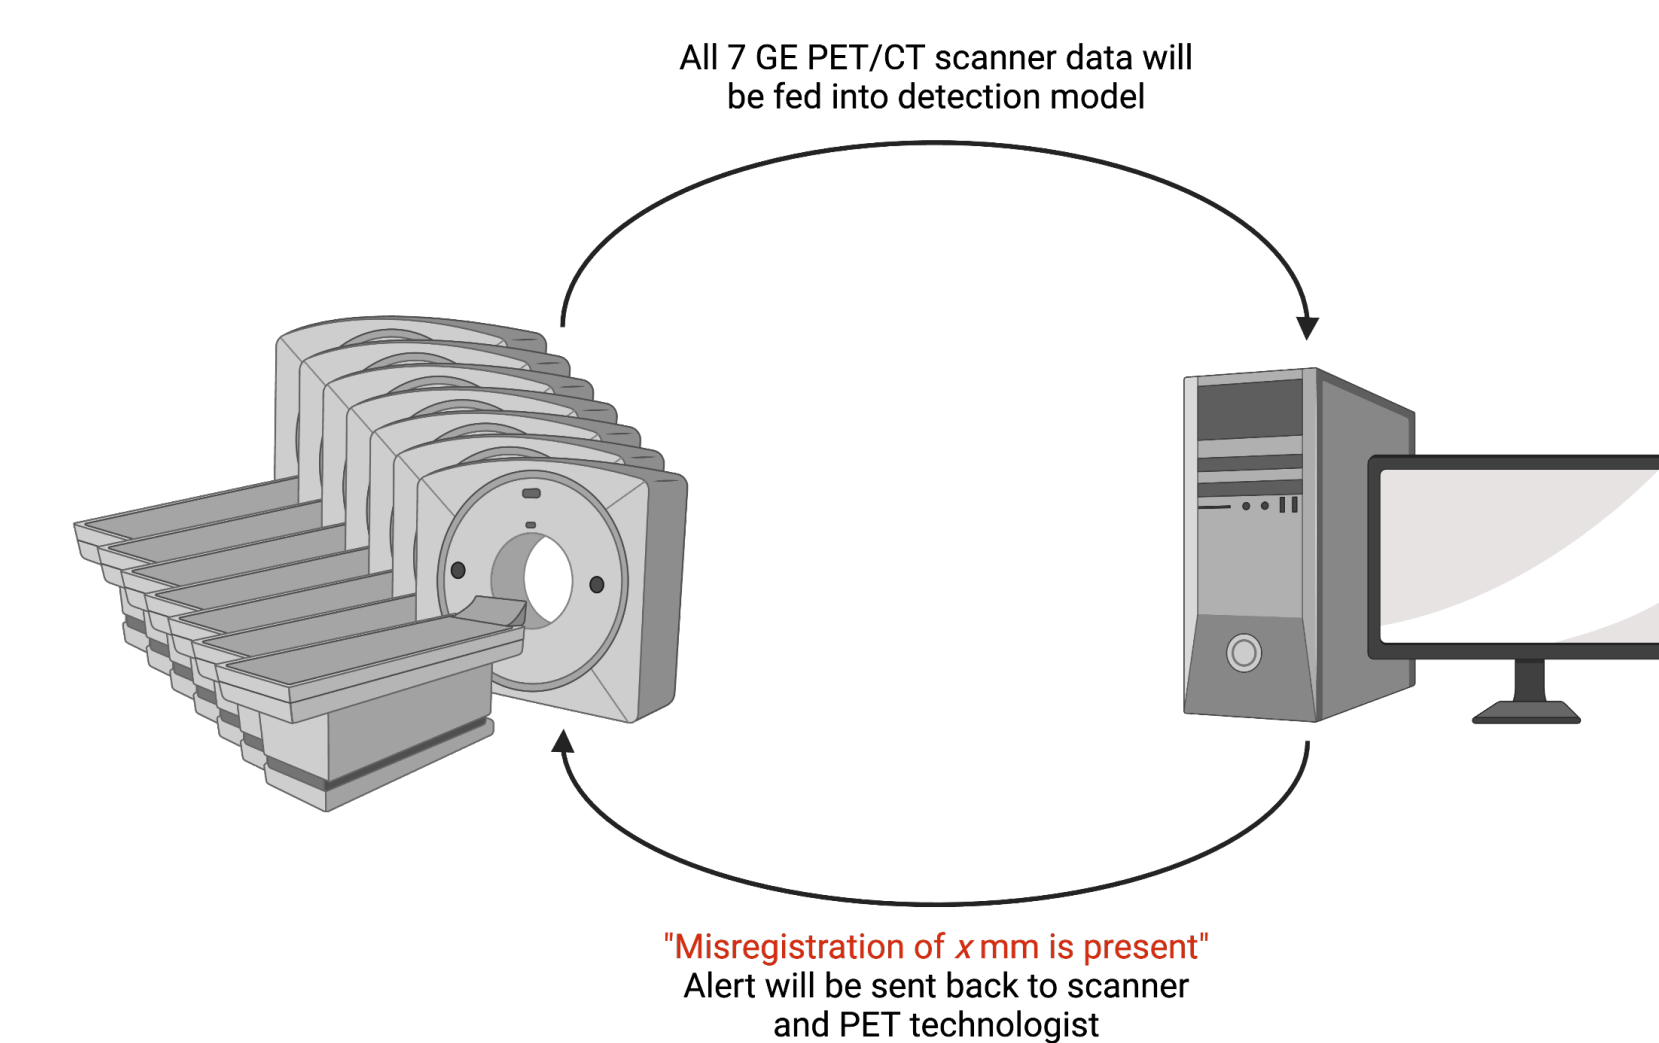 All 7 GE PET/CT scanner data will
be fed into detection model
"Misregistration of x mm is present"
Alert will be sent back to scanner
and PET technologist